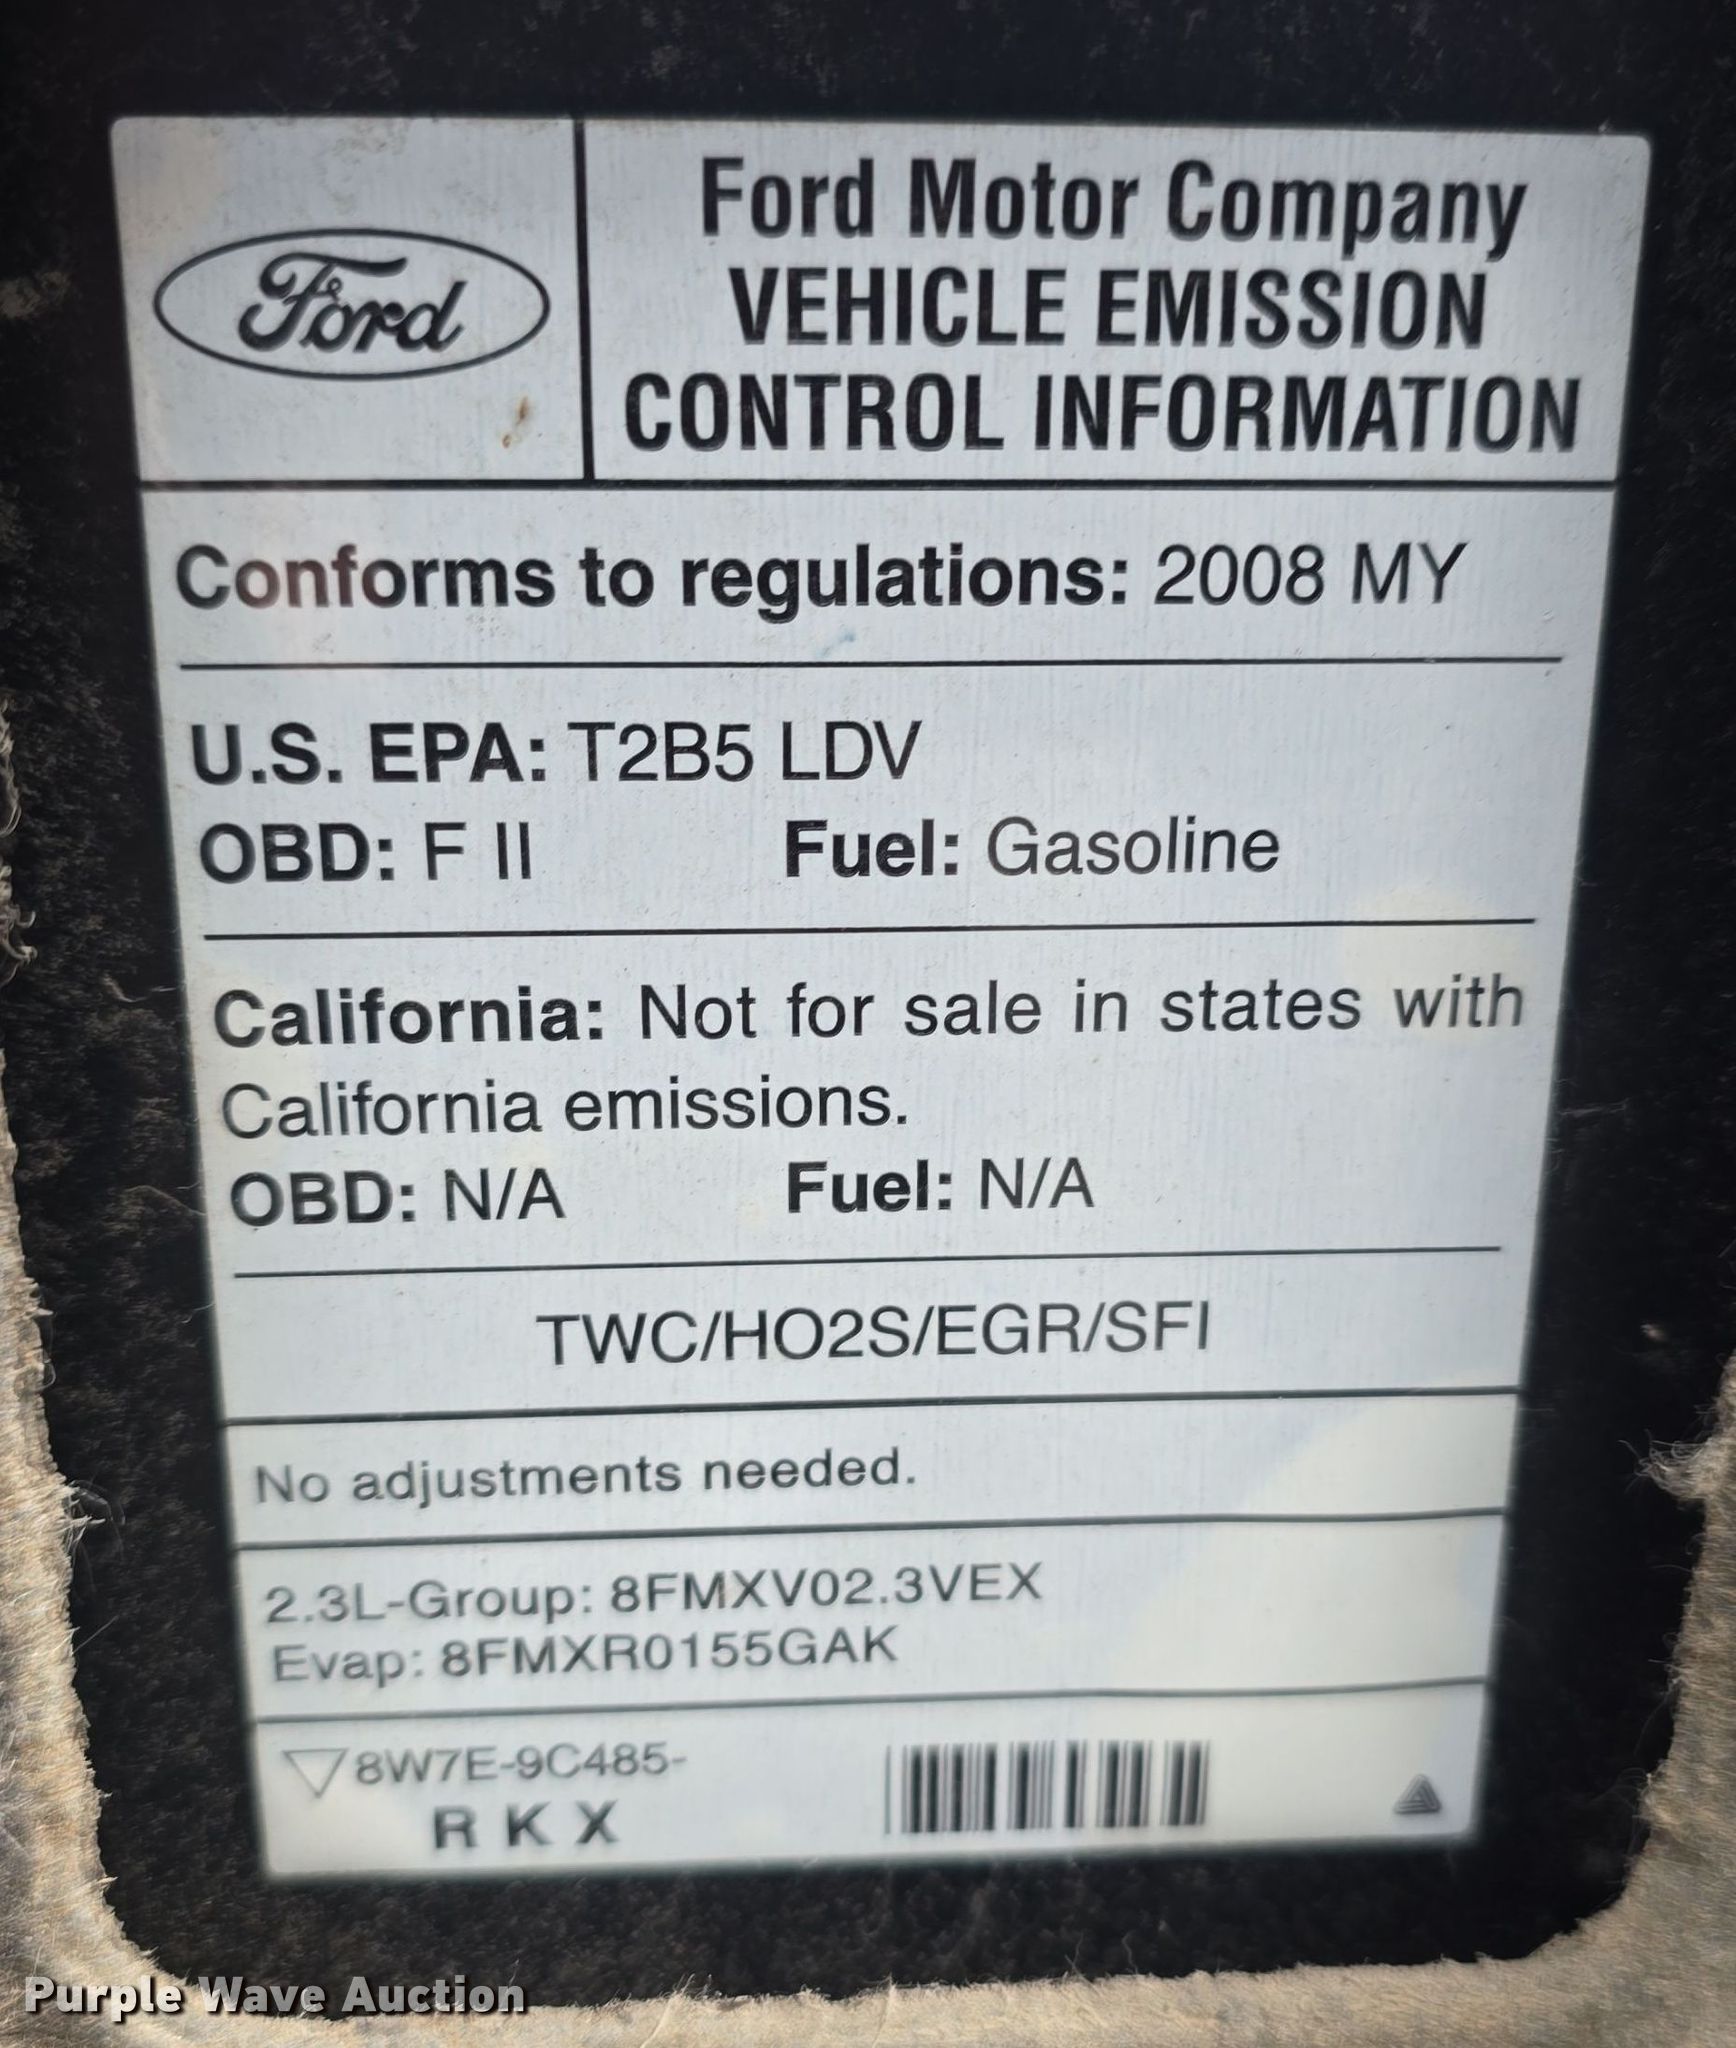 Ford
Ford Motor Company
VEHICLE EMISSION
CONTROL INFORMATION
Conforms to regulations: 2008 MY
U.S. EPA: T2B5 LDV
OBD: F II Fuel: Gasoline
California: Not for sale in states with
California emissions.
OBD: N/A Fuel: N/A
TWC/HO2S/EGR/SFI
No adjustments needed.
2.3L-Group: 8FMXV02.3VEX
Evap: 8FMXR0155GAK
8W7E-9C485-
R K X
Purple Wave Auction